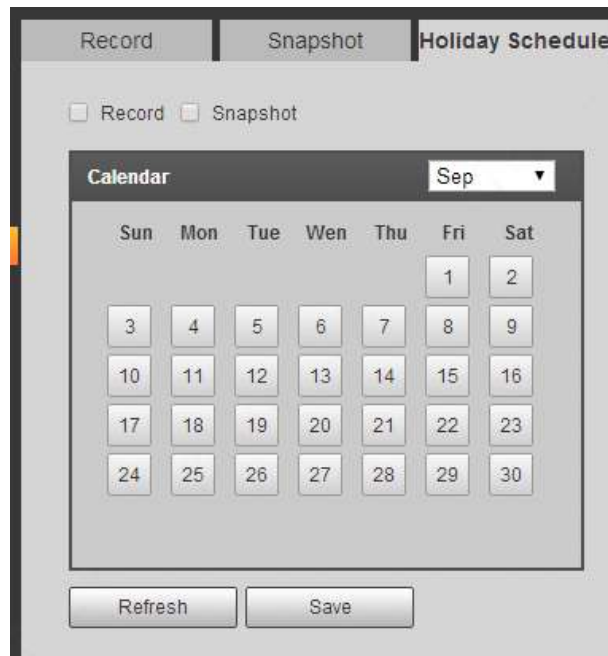 Record Snapshot Holiday Schedule
Record Snapshot
Calendar Sep
Sun Mon Tue Wen Thu Fri Sat
1 2
3 4 5 6 7 8 9
10 11 12 13 14 15 16
17 18 19 20 21 22 23
24 25 26 27 28 29 30
Refresh Save